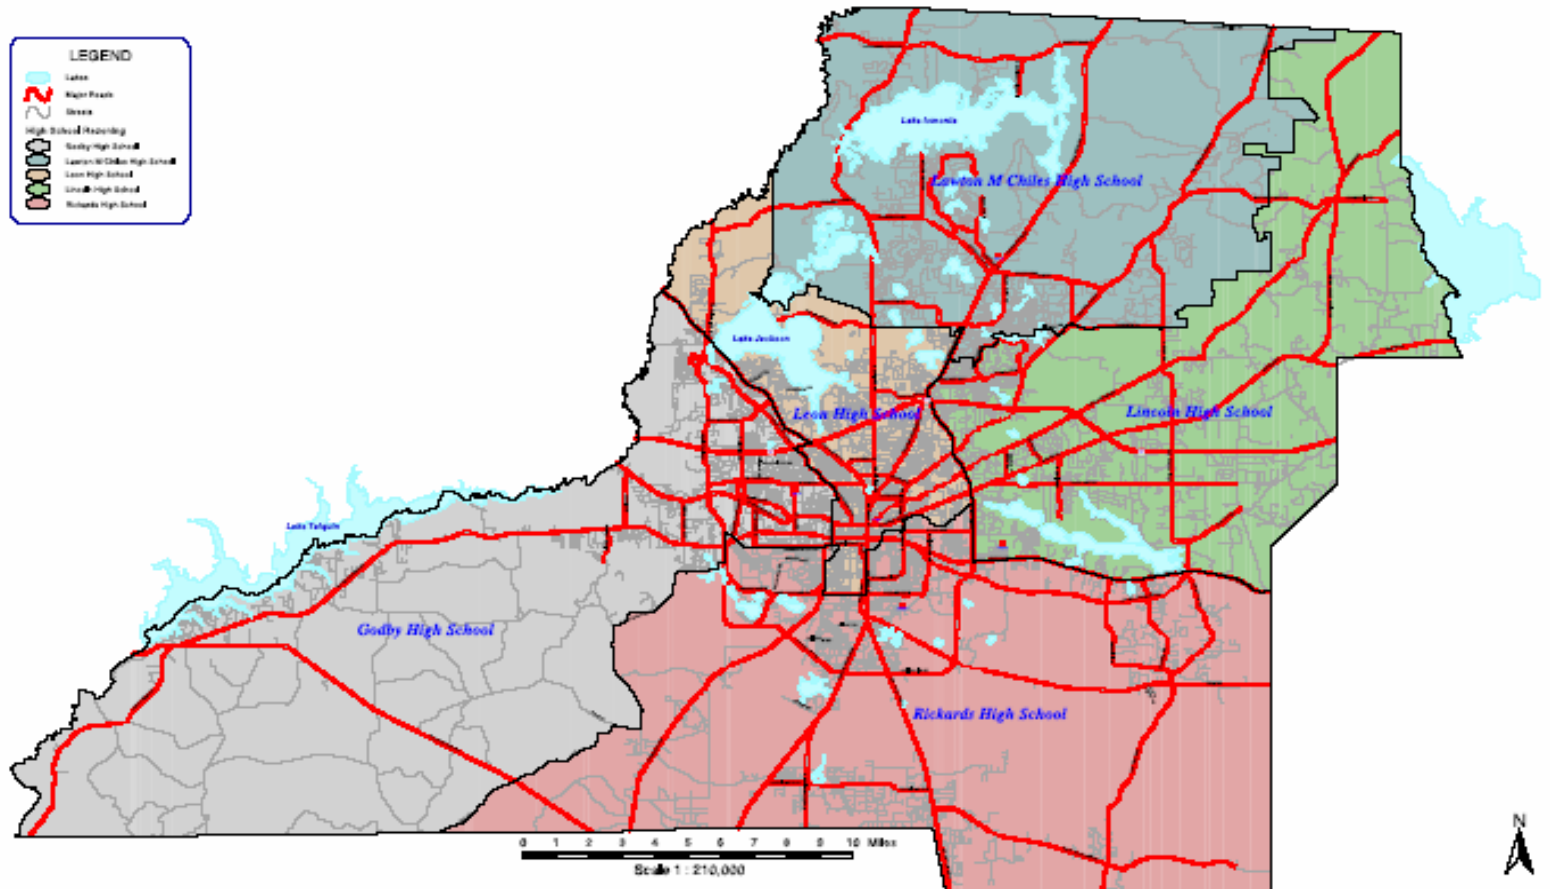 LEGEND
Lakes
Major Roads
Streets
High School Rezoning
Godby High School
Lawton M Chiles High School
Leon High School
Lincoln High School
Rickards High School
Lake Iamonia
Lawton M Chiles High School
Lake Jackson
Leon High School
Lincoln High School
Lake Talquin
Godby High School
Rickards High School
0 1 2 3 4 5 6 7 8 9 10 Miles
Scale 1 : 210,000
N